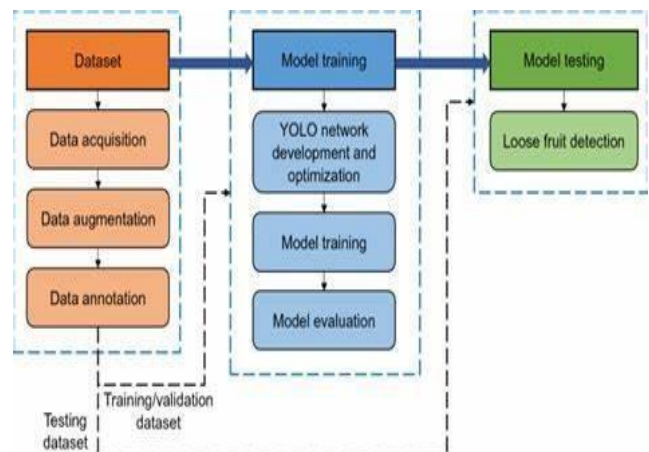 Dataset
Data acquisition
Data augmentation
Data annotation
Model training
YOLO network
development and
optimization
Model training
Model evaluation
Model testing
Loose fruit detection
Training/validation
dataset
Testing
dataset